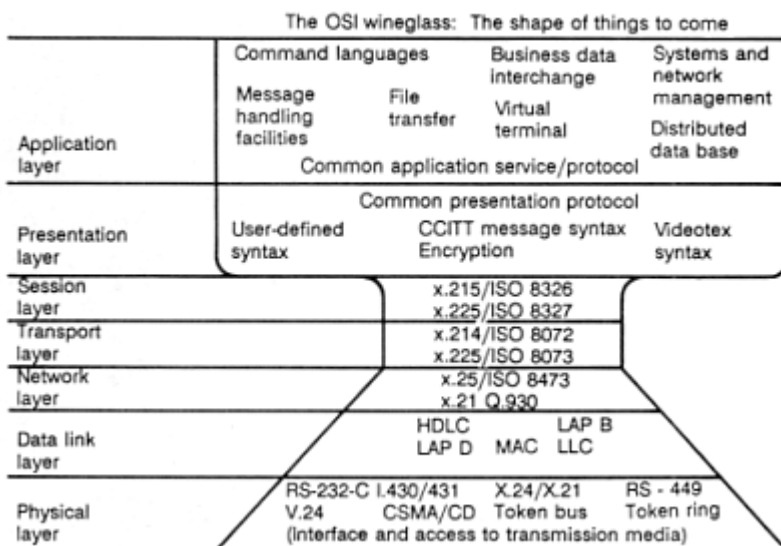 The OSI wineglass: The shape of things to come
Command languages
Business data
interchange
Systems and
network
management
Message
handling
facilities
File
transfer
Virtual
terminal
Distributed
data base
Application
layer
Common application service/protocol
Common presentation protocol
Presentation
layer
User-defined
syntax
CCITT message syntax
Encryption
Videotex
syntax
Session
layer
x.215/ISO 8326
x.225/ISO 8327
Transport
layer
x.214/ISO 8072
x.225/ISO 8073
Network
layer
x.25/ISO 8473
x.21 Q.930
Data link
layer
HDLC LAP B
LAP D MAC LLC
Physical
layer
RS-232-C I.430/431 X.24/X.21 RS - 449
V.24 CSMA/CD Token bus Token ring
(Interface and access to transmission media)